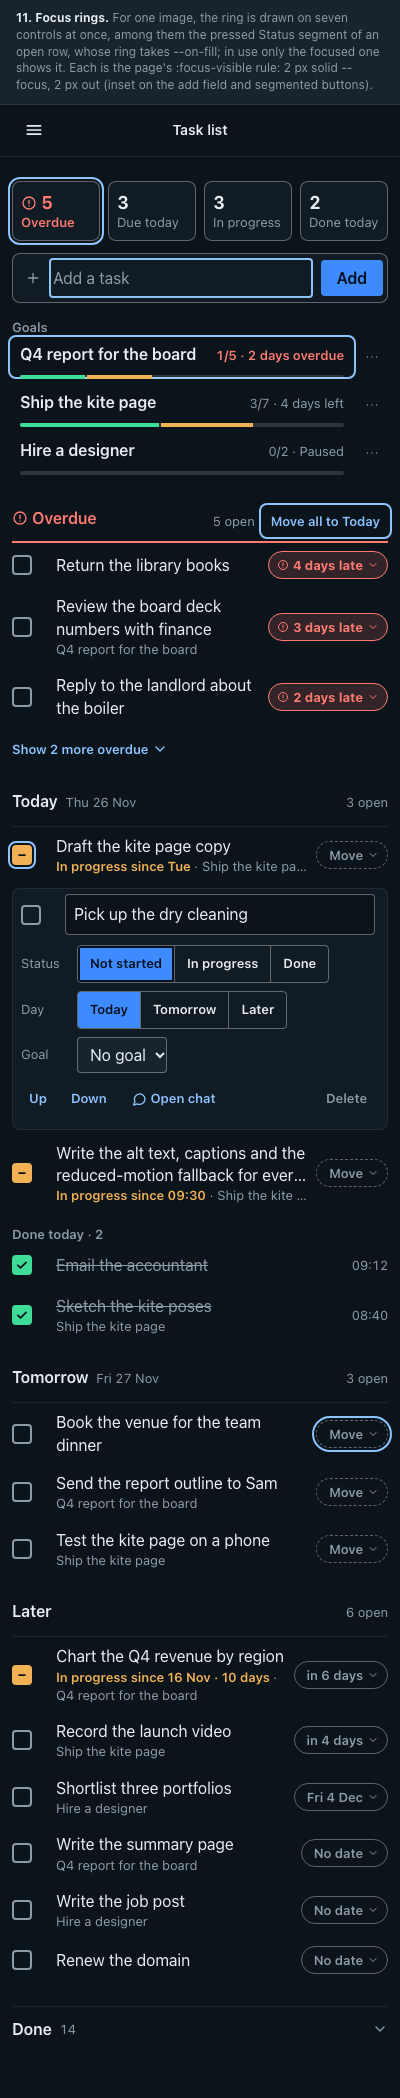 11. Focus rings. For one image, the ring is drawn on seven
controls at once, among them the pressed Status segment of an
open row, whose ring takes --on-fill; in use only the focused one
shows it. Each is the page's :focus-visible rule: 2 px solid --
focus, 2 px out (inset on the add field and segmented buttons).
Task list
5
Overdue
3
Due today
3
In progress
2
Done today
Add a task
Add
Goals
Q4 report for the board 1/5 · 2 days overdue ...
Ship the kite page 3/7 · 4 days left ...
Hire a designer 0/2 · Paused ...
Overdue 5 open Move all to Today
Return the library books 4 days late
Review the board deck
numbers with finance
Q4 report for the board
3 days late
Reply to the landlord about
the boiler
2 days late
Show 2 more overdue
Today Thu 26 Nov 3 open
Draft the kite page copy
In progress since Tue · Ship the kite pa...
Move
Pick up the dry cleaning
Status Not started In progress Done
Day Today Tomorrow Later
Goal No goal
Up Down Open chat Delete
Write the alt text, captions and the
reduced-motion fallback for ever...
In progress since 09:30 · Ship the kite ...
Move
Done today · 2
Email the accountant 09:12
Sketch the kite poses
Ship the kite page
08:40
Tomorrow Fri 27 Nov 3 open
Book the venue for the team
dinner
Move
Send the report outline to Sam
Q4 report for the board
Move
Test the kite page on a phone
Ship the kite page
Move
Later 6 open
Chart the Q4 revenue by region
In progress since 16 Nov · 10 days ·
Q4 report for the board
in 6 days
Record the launch video
Ship the kite page
in 4 days
Shortlist three portfolios
Hire a designer
Fri 4 Dec
Write the summary page
Q4 report for the board
No date
Write the job post
Hire a designer
No date
Renew the domain
No date
Done 14